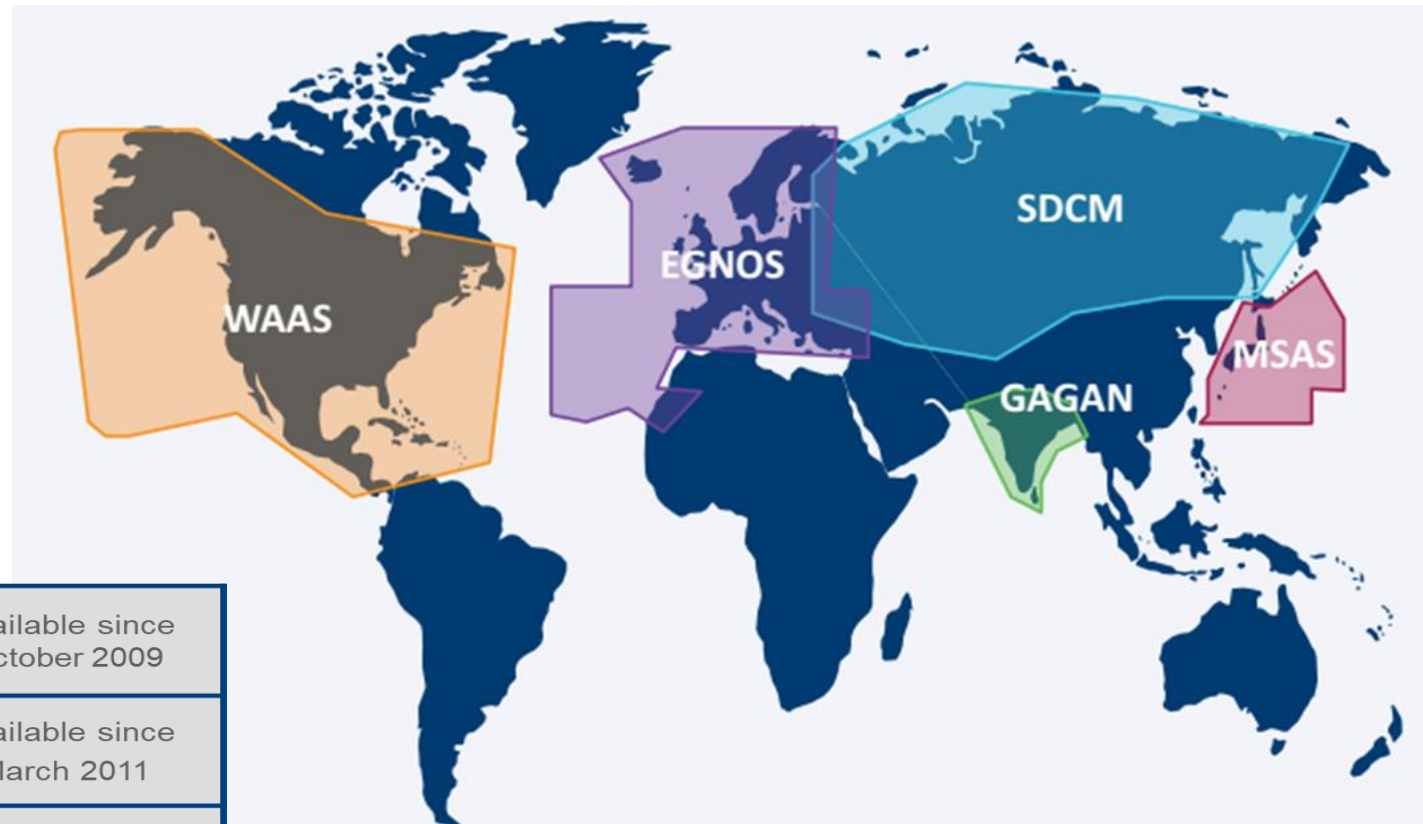 SDCM
EGNOS
WAAS
MSAS
GAGAN
ailable since
ctober 2009
ailable since
larch 2011